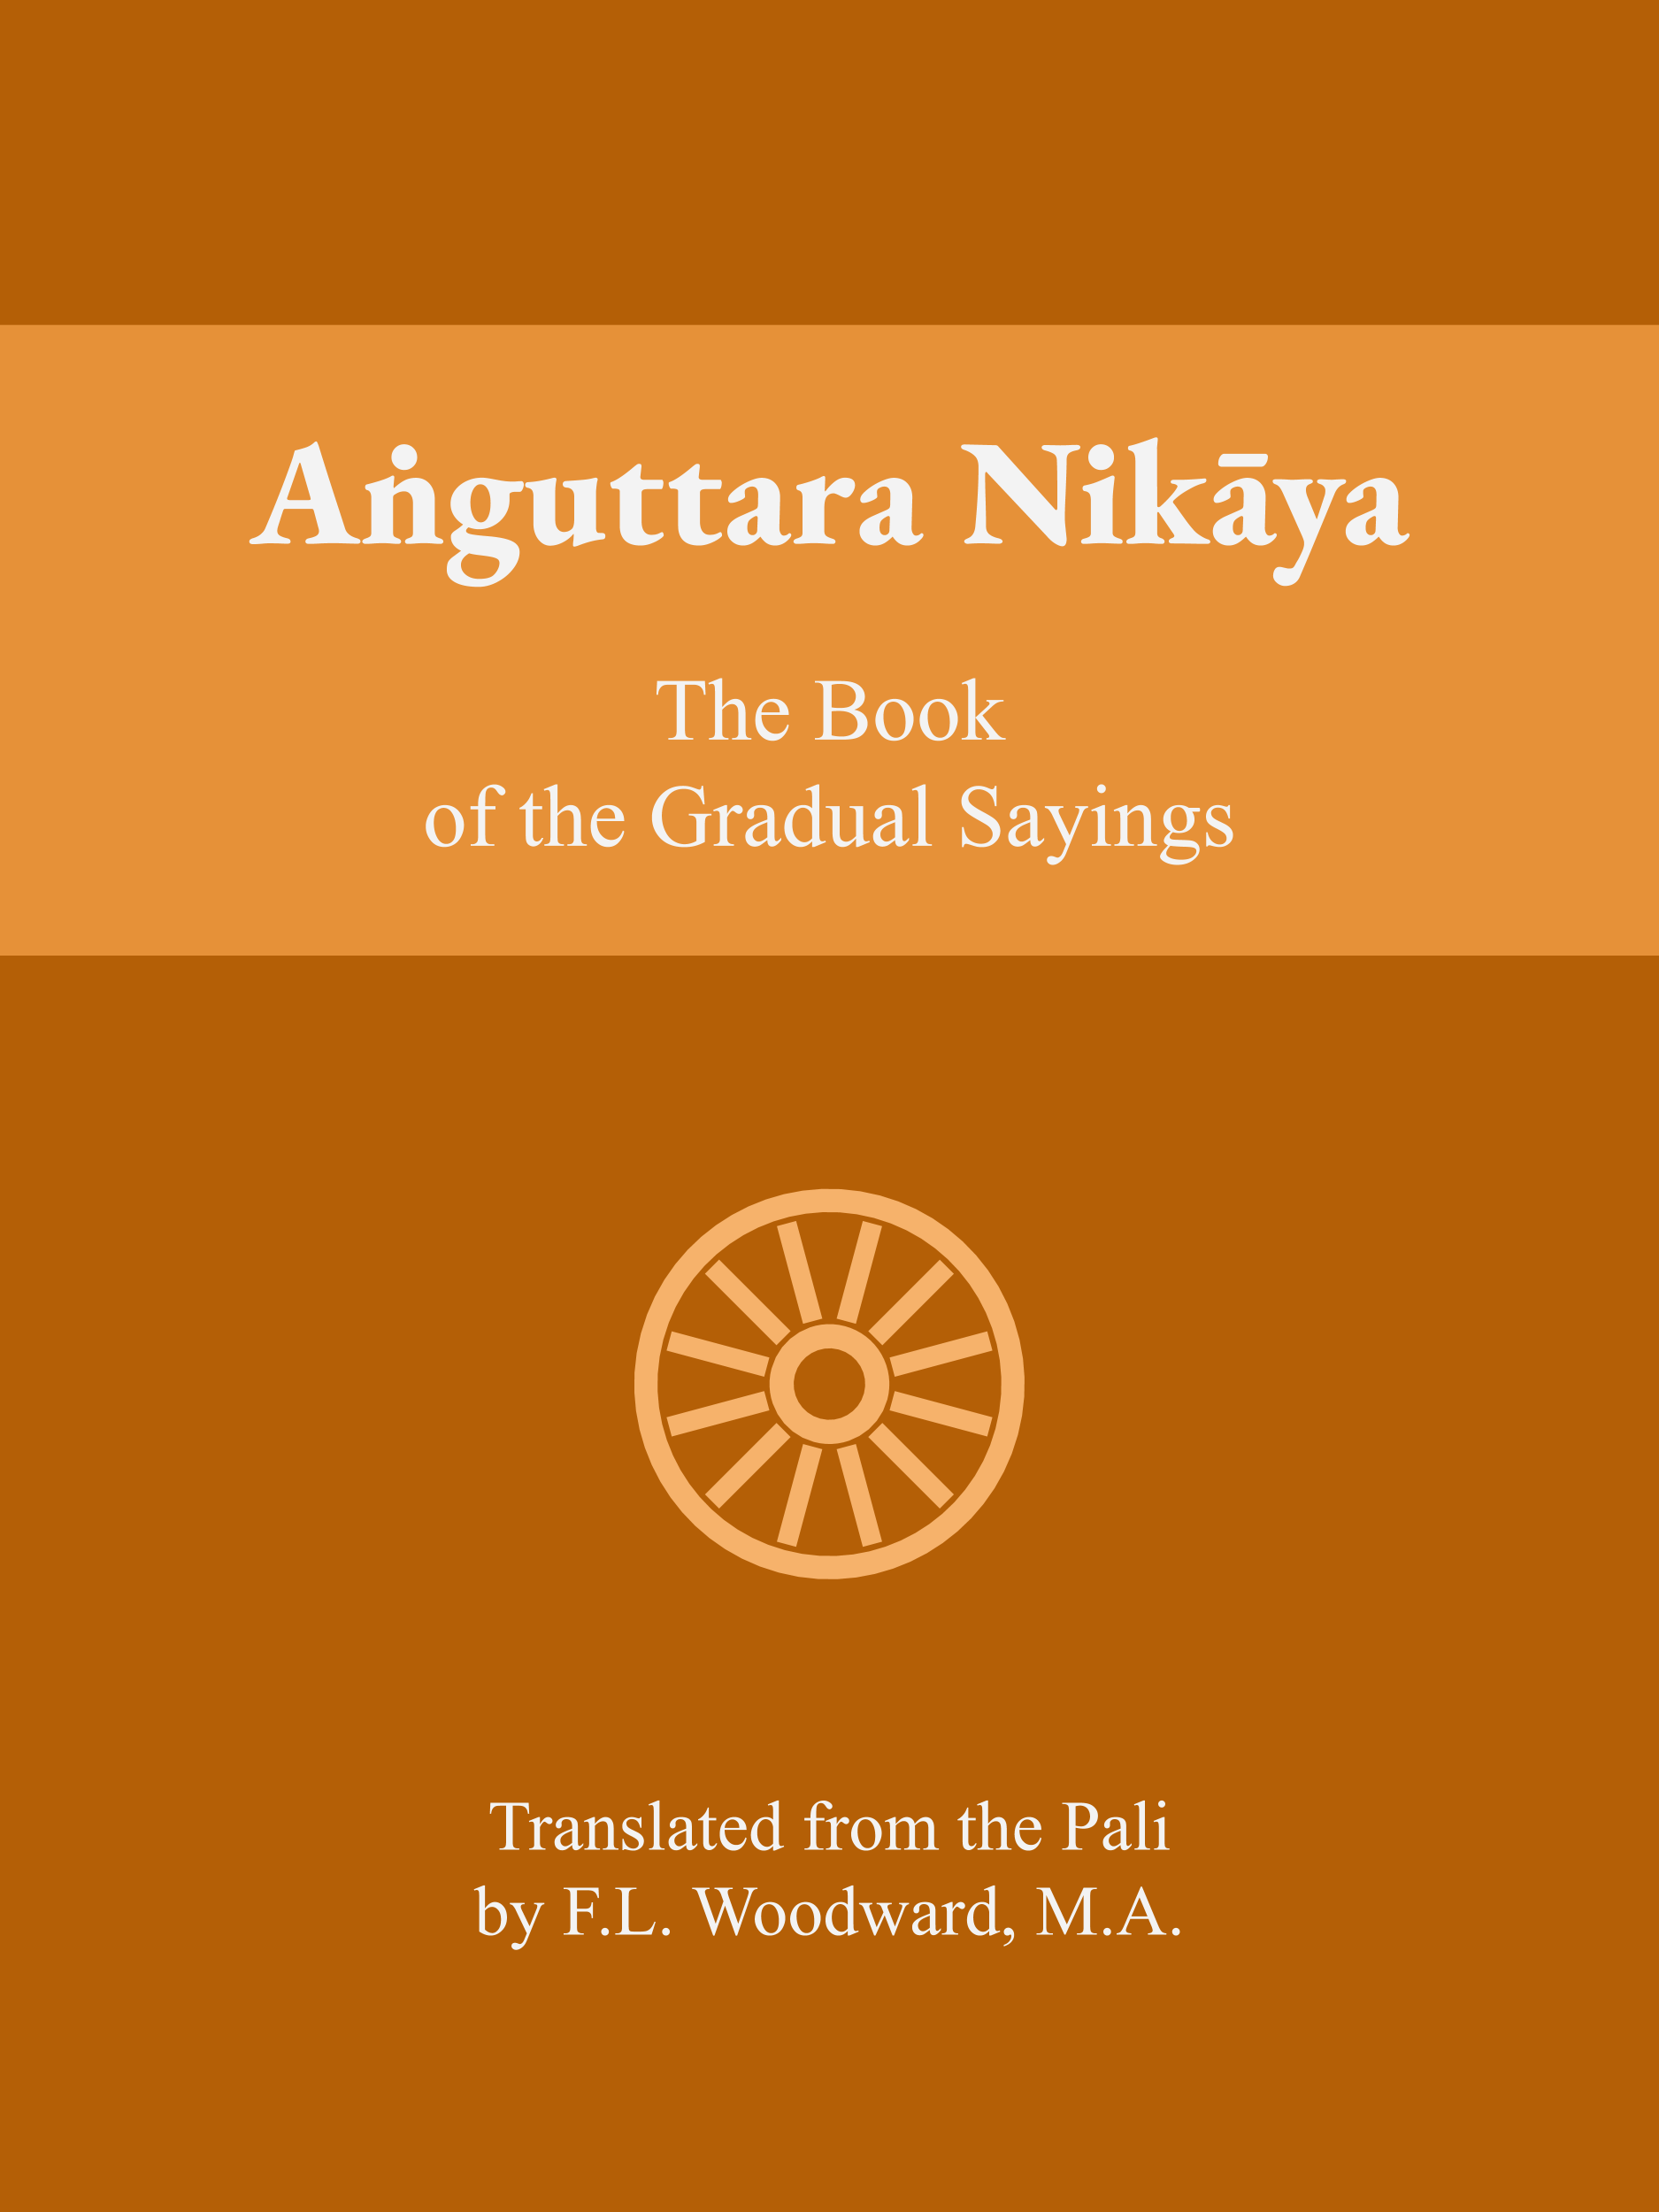 Aṅguttara Nikāya
The Book
of the Gradual Sayings
Translated from the Pali
by F.L. Woodward, M.A.